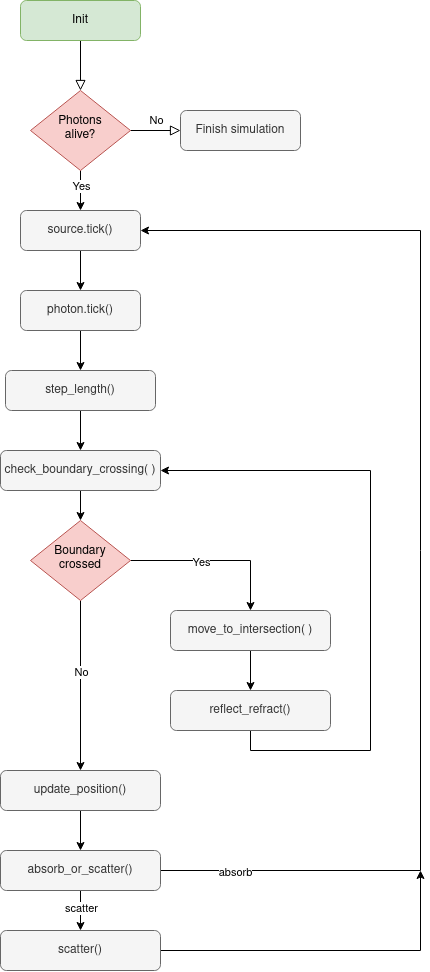 Init
Photons
alive?
No
Finish simulation
Yes
source.tick()
photon.tick()
step_length()
check_boundary_crossing( )
Boundary
crossed
Yes
move_to_intersection( )
reflect_refract()
No
update_position()
absorb_or_scatter()
absorb
scatter
scatter()